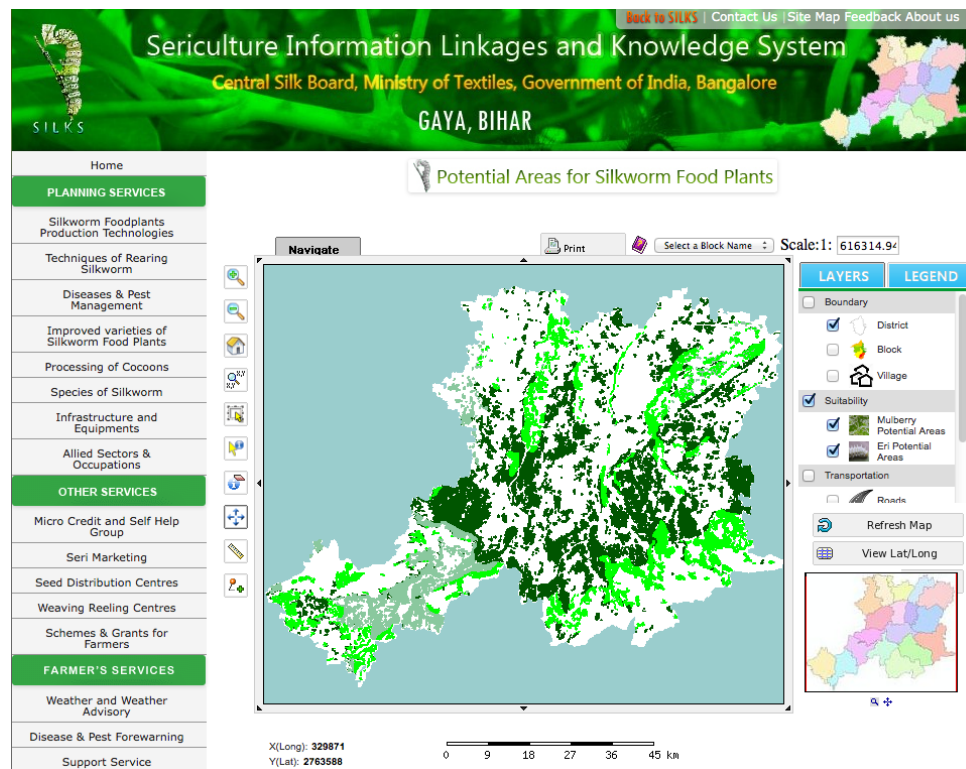 Back to SILKS | Contact Us |Site Map Feedback About us
Sericulture Information Linkages and Knowledge System
Central Silk Board, Ministry of Textiles, Government of India, Bangalore
GAYA, BIHAR
SILKS
Home
PLANNING SERVICES
Silkworm Foodplants
Production Technologies
Techniques of Rearing
Silkworm
Diseases & Pest
Management
Improved varieties of
Silkworm Food Plants
Processing of Cocoons
Species of Silkworm
Infrastructure and
Equipments
Allied Sectors &
Occupations
OTHER SERVICES
Micro Credit and Self Help
Group
Seri Marketing
Seed Distribution Centres
Weaving Reeling Centres
Schemes & Grants for
Farmers
FARMER'S SERVICES
Weather and Weather
Advisory
Disease & Pest Forewarning
Support Service
Potential Areas for Silkworm Food Plants
Navigate
Print
Select a Block Name
Scale:1: 616314.94
X,Y
X,Y
LAYERS LEGEND
Boundary
District
Block
Village
Suitability
Mulberry
Potential Areas
Eri Potential
Areas
Transportation
Roads
Refresh Map
View Lat/Long
X(Long): 329871
Y(Lat): 2763588
0 9 18 27 36 45 km